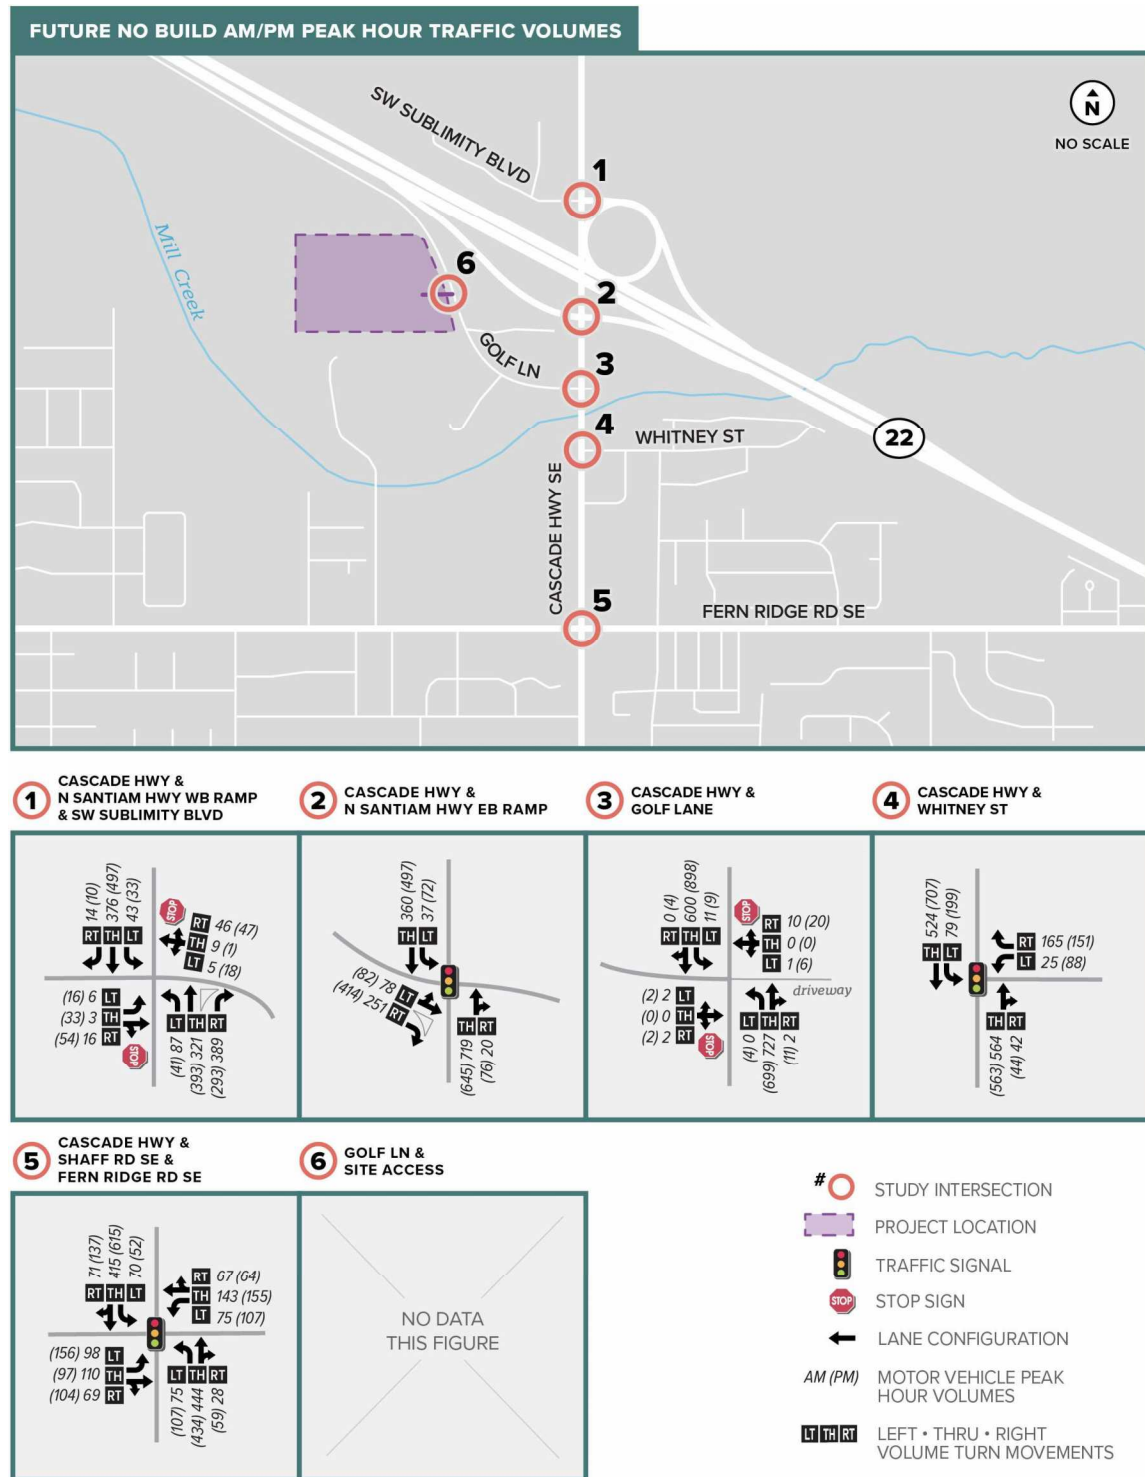 FUTURE NO BUILD AM/PM PEAK HOUR TRAFFIC VOLUMES
N
NO SCALE
SW SUBLIMITY BLVD
1
Mill Creek
6
2
GOLF LN
3
4
WHITNEY ST
22
CASCADE HWY SE
5
FERN RIDGE RD SE
1
CASCADE HWY &
N SANTIAM HWY WB RAMP
& SW SUBLIMITY BLVD
14 (10)
376 (497)
43 (33)
RT TH LT
STOP
RT 46 (47)
TH 9 (1)
LT 5 (18)
(16) 6 LT
(33) 3 TH
(54) 16 RT
STOP
LT TH RT
(41) 87
(393) 321
(293) 389
2
CASCADE HWY &
N SANTIAM HWY EB RAMP
360 (497)
37 (72)
TH LT
(82) 78 LT
(414) 251 RT
TH RT
(645) 719
(76) 20
3
CASCADE HWY &
GOLF LANE
0 (4)
600 (898)
11 (9)
RT TH LT
STOP
RT 10 (20)
TH 0 (0)
LT 1 (6)
driveway
(2) 2 LT
(0) 0 TH
(2) 2 RT
STOP
LT TH RT
(4) 0
(699) 727
(11) 2
4
CASCADE HWY &
WHITNEY ST
524 (707)
79 (199)
TH LT
RT 165 (151)
LT 25 (88)
TH RT
(563) 564
(44) 42
5
CASCADE HWY &
SHAFF RD SE &
FERN RIDGE RD SE
(137)
415 (615)
(52)
RT TH LT
RT 67 (64)
TH 143 (155)
LT 75 (107)
(156) 98 LT
(97) 110 TH
(104) 69 RT
LT TH RT
(107) 75
(434) 444
(59) 28
6
GOLF LN &
SITE ACCESS
NO DATA
THIS FIGURE
# STUDY INTERSECTION
PROJECT LOCATION
TRAFFIC SIGNAL
STOP STOP SIGN
LANE CONFIGURATION
AM (PM) MOTOR VEHICLE PEAK
HOUR VOLUMES
LT TH RT LEFT • THRU • RIGHT
VOLUME TURN MOVEMENTS